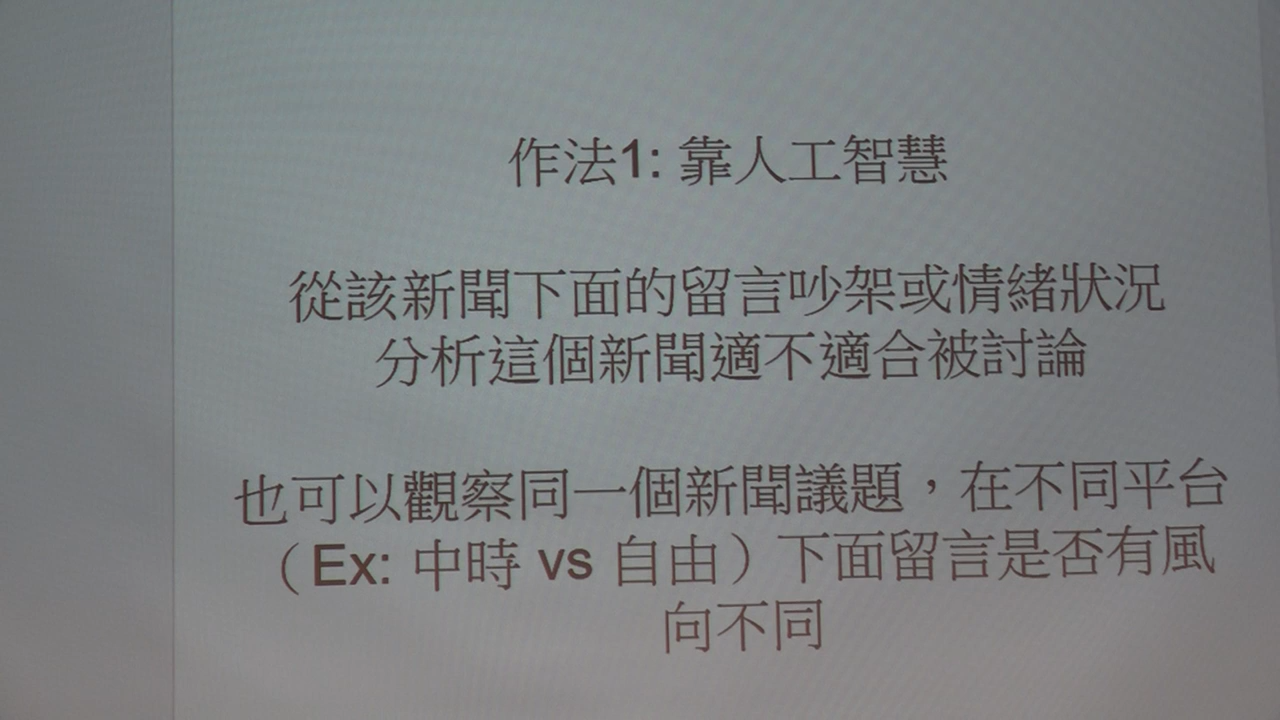 作法1: 靠人工智慧
從該新聞下面的留言吵架或情緒狀況
分析這個新聞適不適合被討論
也可以觀察同一個新聞議題，在不同平台
（Ex: 中時 vs 自由）下面留言是否有風
向不同